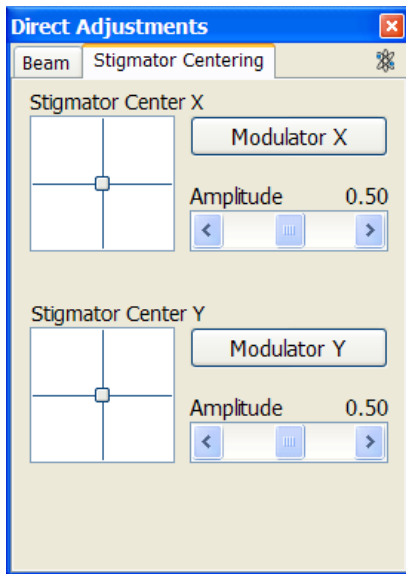 Direct Adjustments
Beam Stigmator Centering
Stigmator Center X
Modulator X
Amplitude 0.50
Stigmator Center Y
Modulator Y
Amplitude 0.50